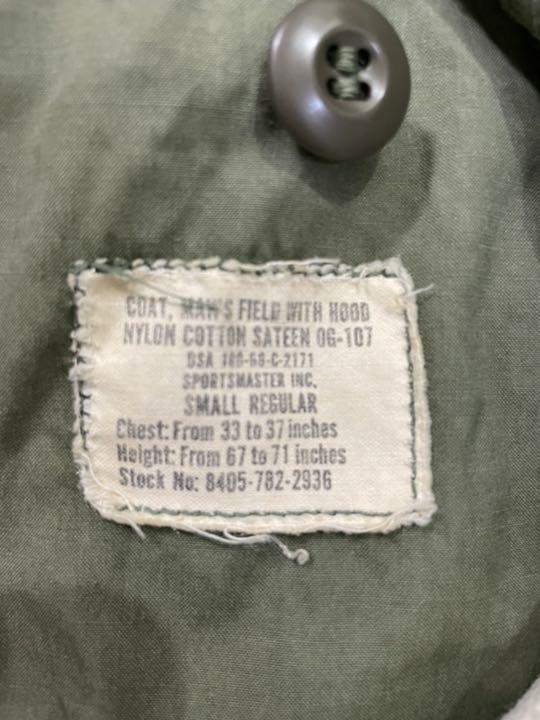 COAT, MAN'S FIELD WITH HOOD
NYLON COTTON SATEEN OG-107
DSA 100-69-C-2171
SPORTSMASTER INC.
SMALL REGULAR
Chest: From 33 to 37 inches
Height: From 67 to 71 inches
Stock No: 8405-782-2936